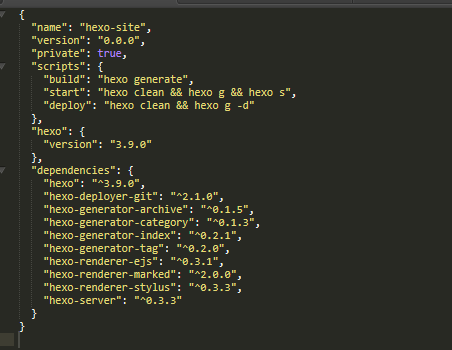 {
  "name": "hexo-site",
  "version": "0.0.0",
  "private": true,
  "scripts": {
    "build": "hexo generate",
    "start": "hexo clean && hexo g && hexo s",
    "deploy": "hexo clean && hexo g -d"
  },
  "hexo": {
    "version": "3.9.0"
  },
  "dependencies": {
    "hexo": "^3.9.0",
    "hexo-deployer-git": "^2.1.0",
    "hexo-generator-archive": "^0.1.5",
    "hexo-generator-category": "^0.1.3",
    "hexo-generator-index": "^0.2.1",
    "hexo-generator-tag": "^0.2.0",
    "hexo-renderer-ejs": "^0.3.1",
    "hexo-renderer-marked": "^2.0.0",
    "hexo-renderer-stylus": "^0.3.3",
    "hexo-server": "^0.3.3"
  }
}